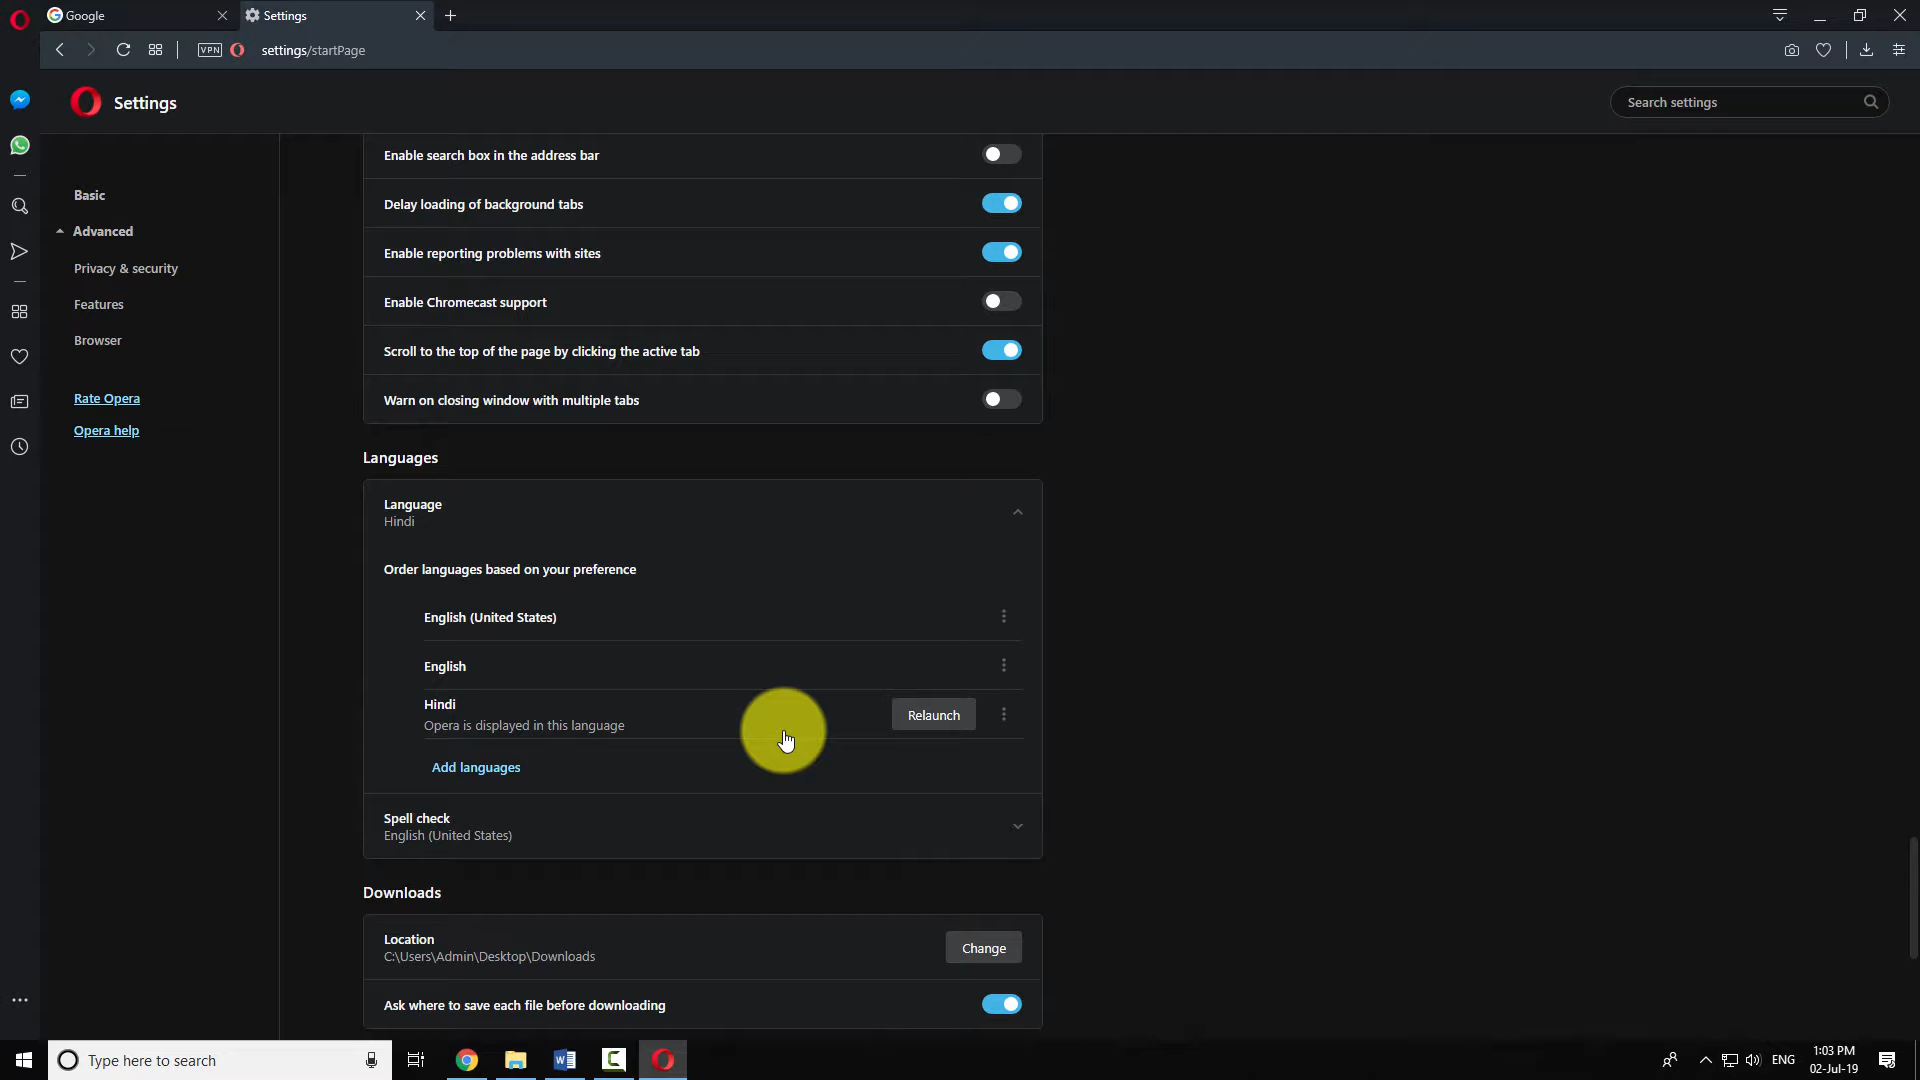 Google
Settings
VPN
settings/startPage
Settings
Search settings
Basic
Advanced
Privacy & security
Features
Browser
Rate Opera
Opera help
Enable search box in the address bar
Delay loading of background tabs
Enable reporting problems with sites
Enable Chromecast support
Scroll to the top of the page by clicking the active tab
Warn on closing window with multiple tabs
Languages
Language
Hindi
Order languages based on your preference
English (United States)
English
Hindi
Opera is displayed in this language
Relaunch
Add languages
Spell check
English (United States)
Downloads
Location
C:\Users\Admin\Desktop\Downloads
Change
Ask where to save each file before downloading
Type here to search
ENG
1:03 PM
02-Jul-19